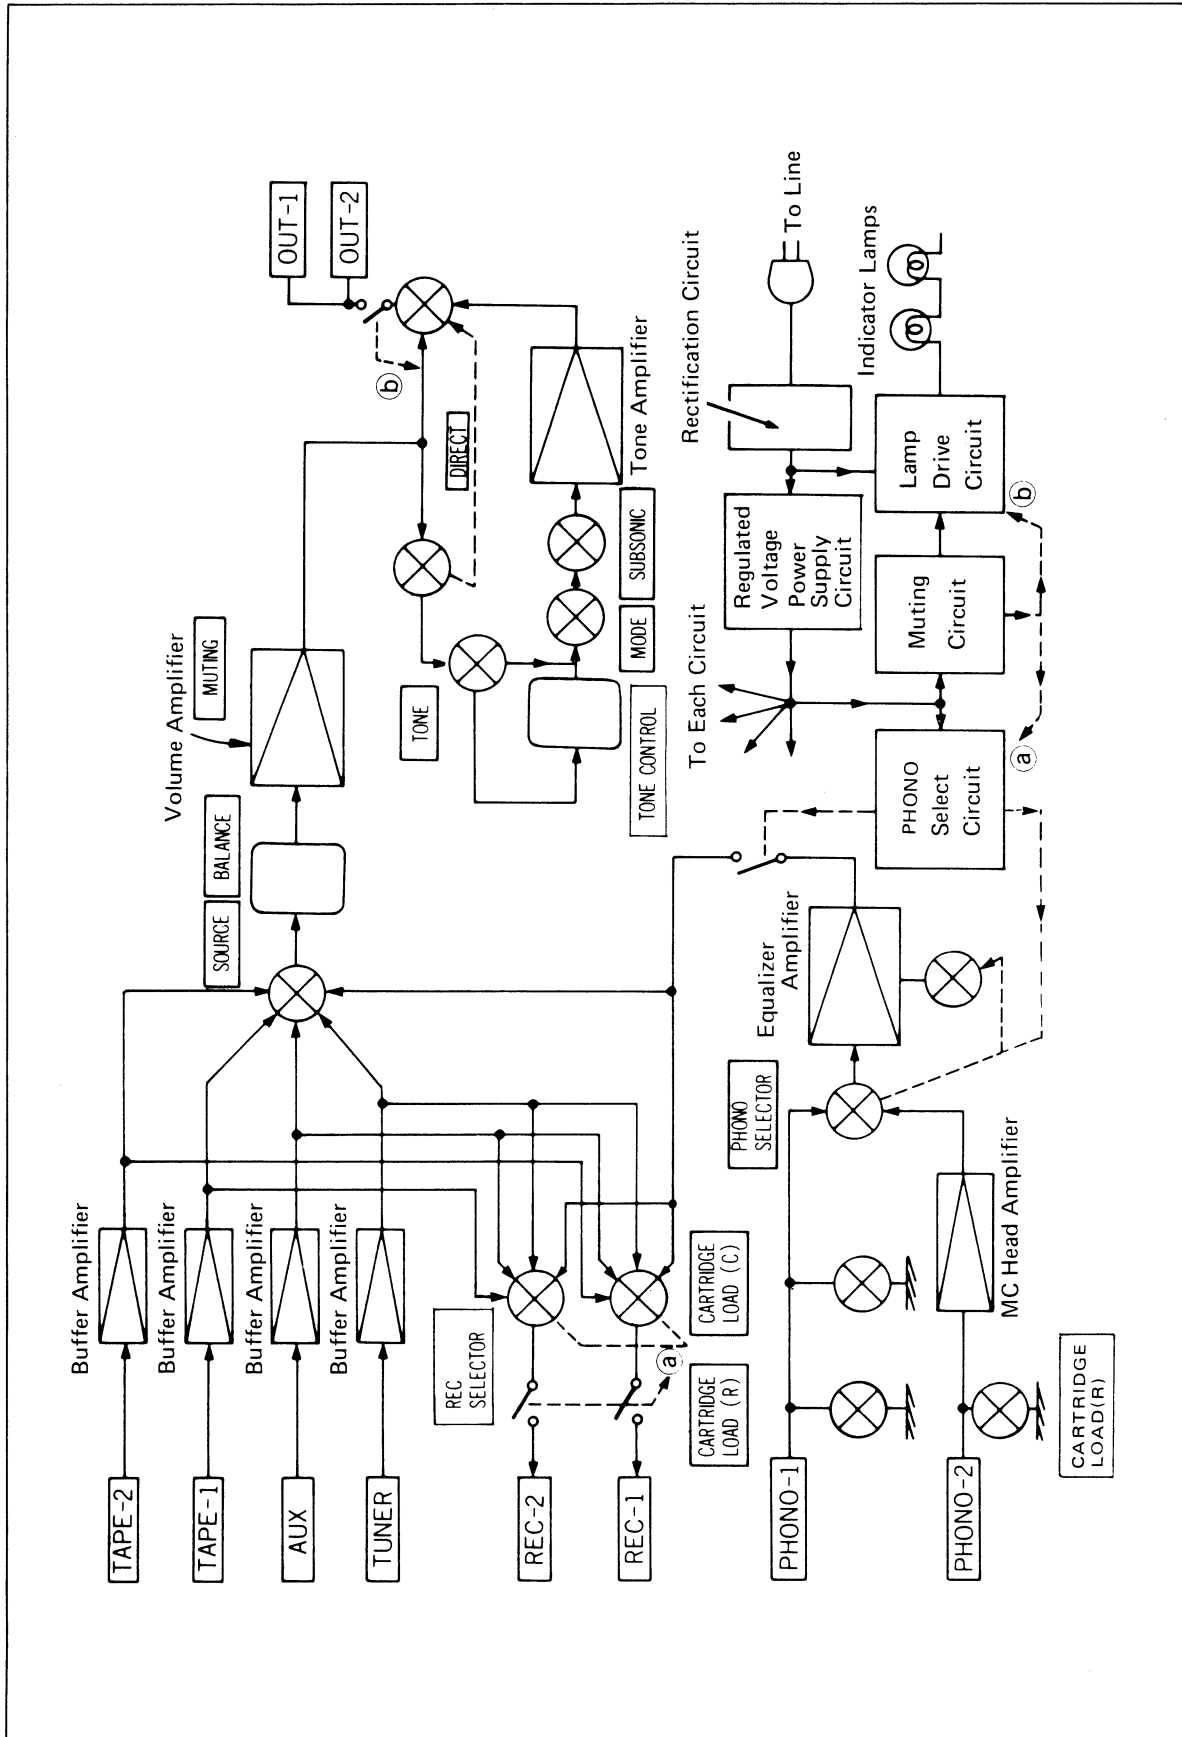 TAPE-2
Buffer Amplifier
TAPE-1
Buffer Amplifier
AUX
Buffer Amplifier
TUNER
Buffer Amplifier
SOURCE
BALANCE
Volume Amplifier
MUTING
OUT-1
OUT-2
b
DIRECT
TONE
TONE CONTROL
MODE
SUBSONIC
Tone Amplifier
REC-2
REC-1
REC
SELECTOR
a
CARTRIDGE
LOAD (R)
CARTRIDGE
LOAD (C)
PHONO-1
PHONO-2
CARTRIDGE
LOAD(R)
MC Head Amplifier
PHONO
SELECTOR
Equalizer
Amplifier
PHONO
Select
Circuit
a
To Each Circuit
Muting
Circuit
b
Regulated
Voltage
Power
Supply
Circuit
Lamp
Drive
Circuit
Rectification Circuit
To Line
Indicator Lamps